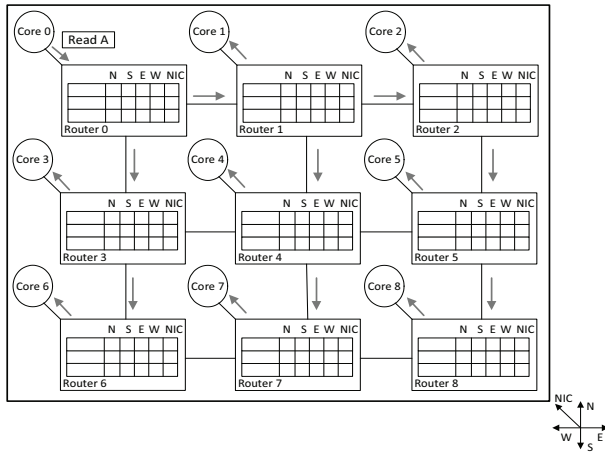 Core 0
Read A
Core 1
Core 2
N S E W NIC
N S E W NIC
N S E W NIC
Router 0
Router 1
Router 2
Core 3
Core 4
Core 5
N S E W NIC
N S E W NIC
N S E W NIC
Router 3
Router 4
Router 5
Core 6
Core 7
Core 8
N S E W NIC
N S E W NIC
N S E W NIC
Router 6
Router 7
Router 8
NIC
N
W
E
S